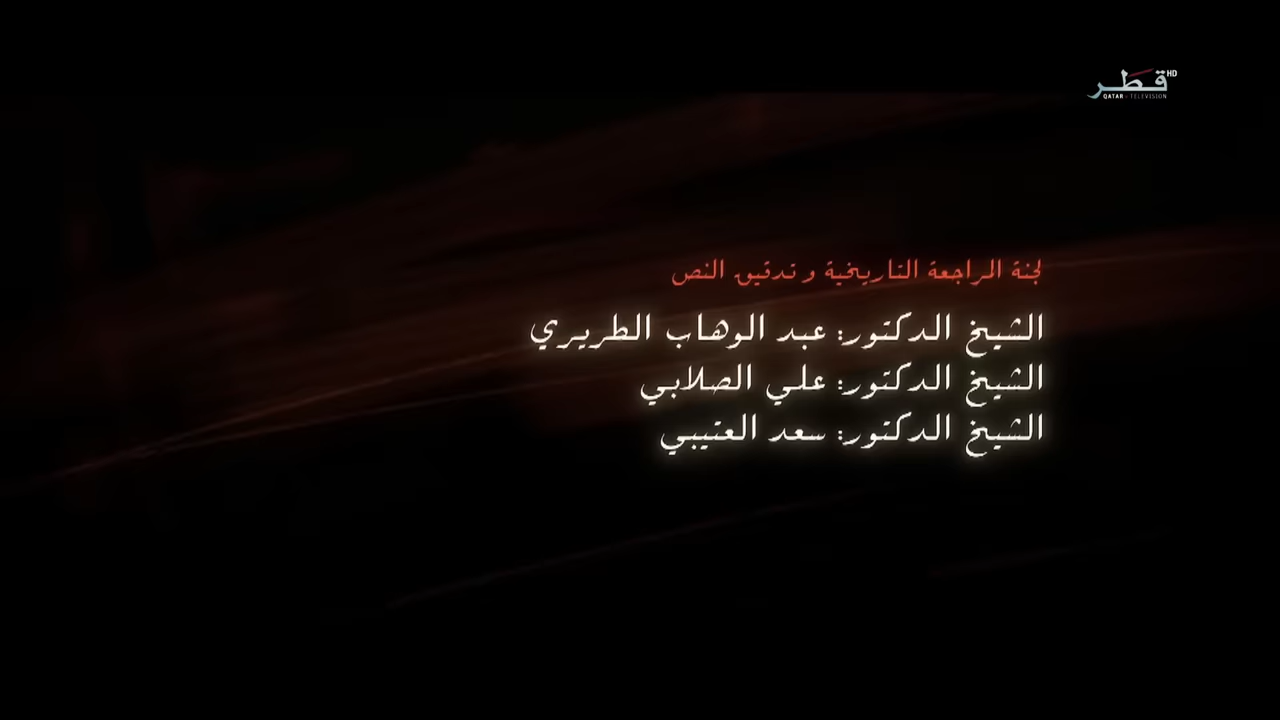 قطر HD
QATAR - TELEVISION
لجنة المراجعة التاريخية و تدقيق النص
الشيخ الدكتور: عبد الوهاب الطريري
الشيخ الدكتور: علي الصلابي
الشيخ الدكتور: سعد العتيبي